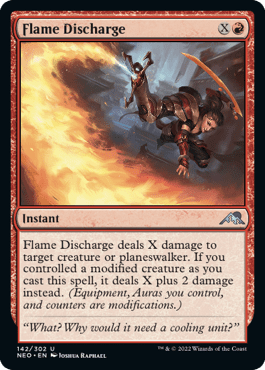 Flame Discharge
X
Instant
Flame Discharge deals X damage to
target creature or planeswalker. If you
controlled a modified creature as you
cast this spell, it deals X plus 2 damage
instead. (Equipment, Auras you control,
and counters are modifications.)
“What? Why would it need a cooling unit?”
142/302 U
NEO • EN Joshua Raphael
™ & © 2022 Wizards of the Coast